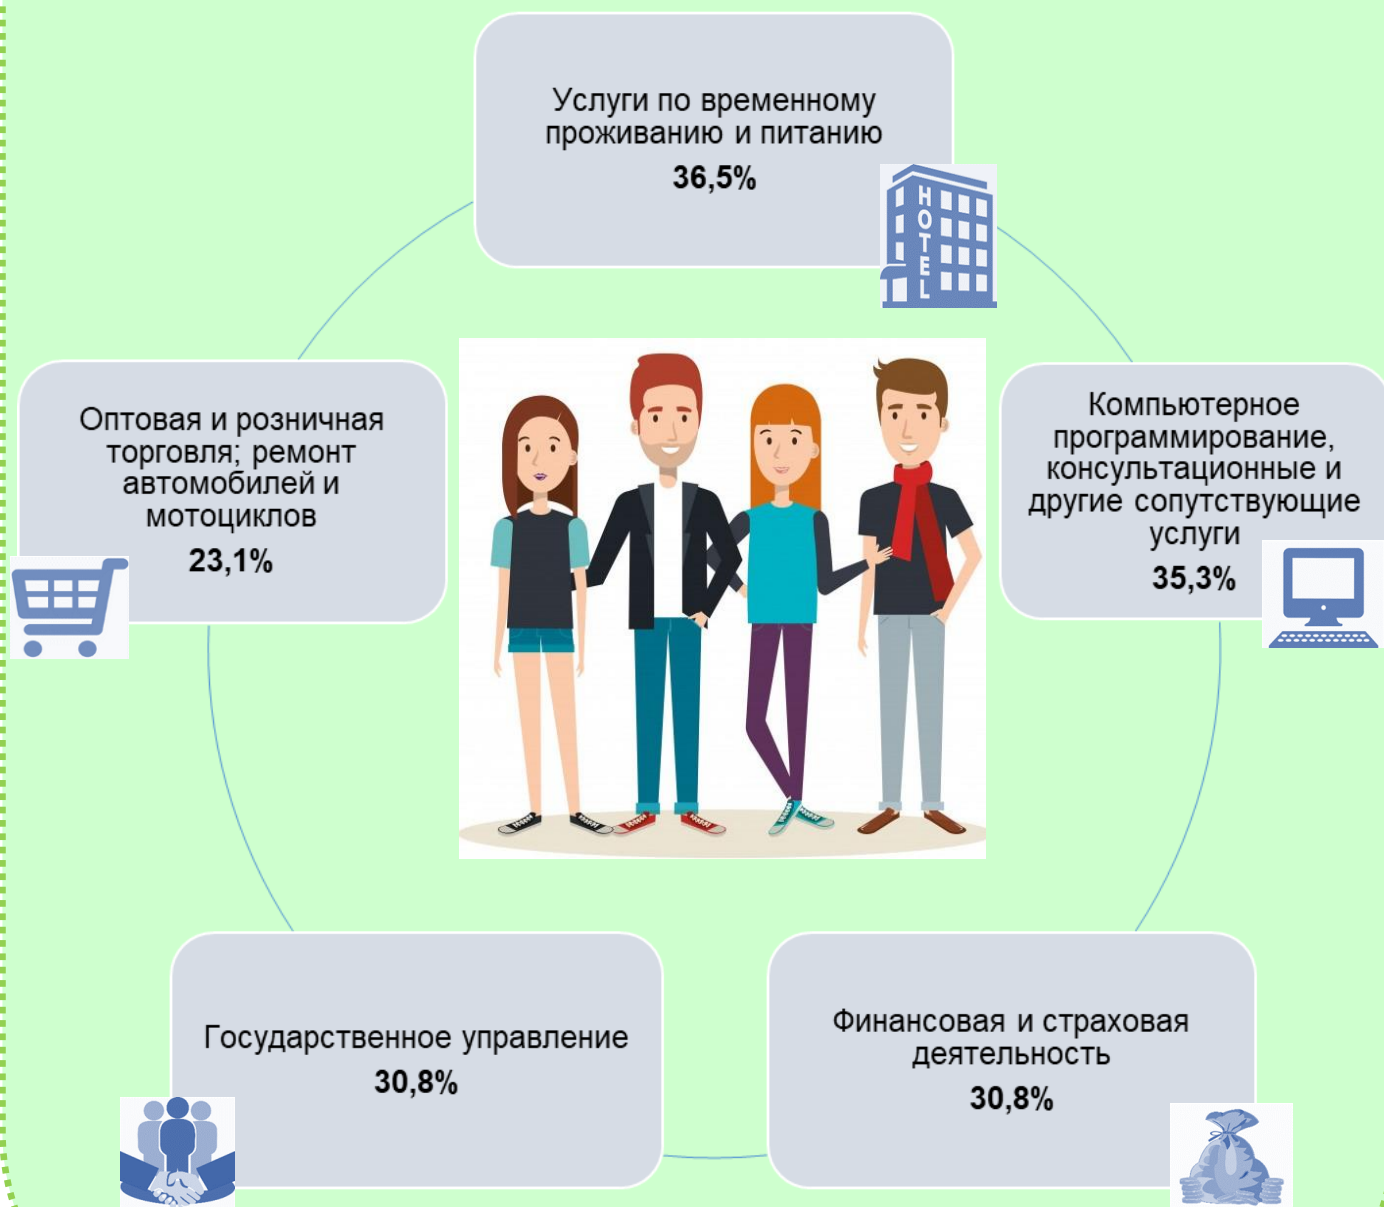 Услуги по временному
проживанию и питанию
36,5%
HOTEL
Оптовая и розничная
торговля; ремонт
автомобилей и
мотоциклов
23,1%
Компьютерное
программирование,
консультационные и
другие сопутствующие
услуги
35,3%
Государственное управление
30,8%
Финансовая и страховая
деятельность
30,8%